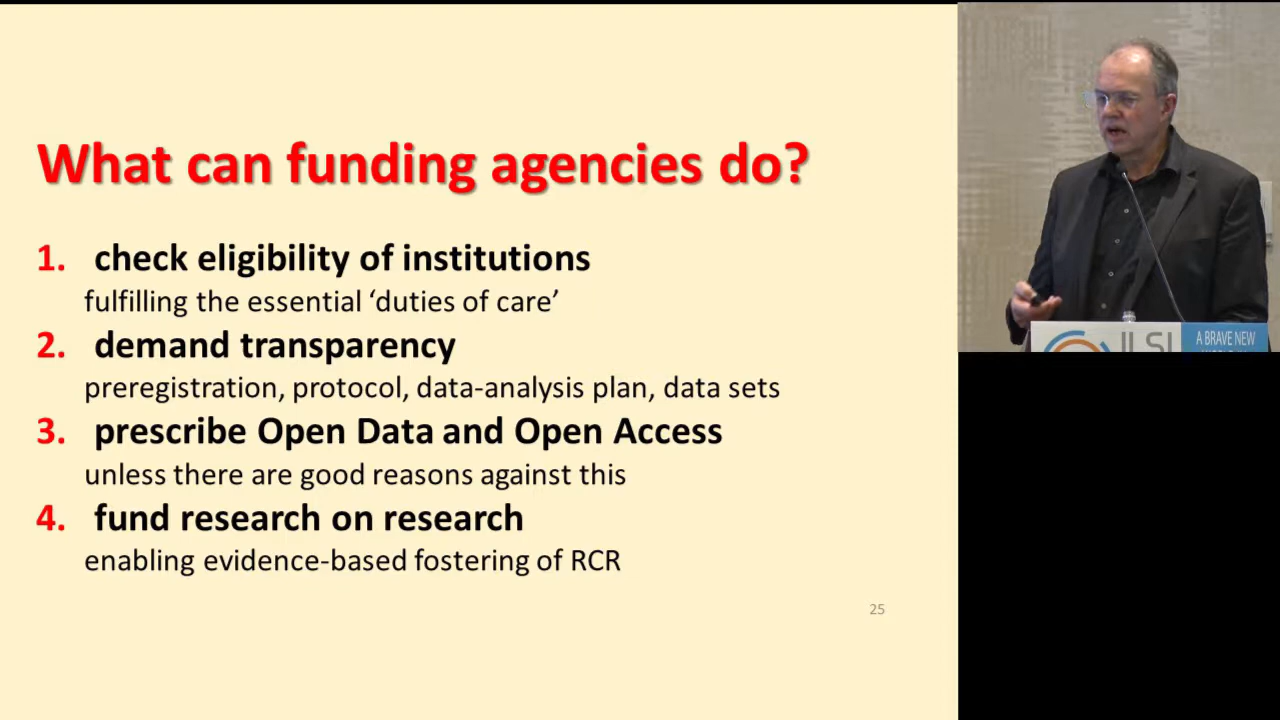 What can funding agencies do?
1. check eligibility of institutions
fulfilling the essential ‘duties of care’
2. demand transparency
preregistration, protocol, data-analysis plan, data sets
3. prescribe Open Data and Open Access
unless there are good reasons against this
4. fund research on research
enabling evidence-based fostering of RCR
25
ILSI
A BRAVE NEW